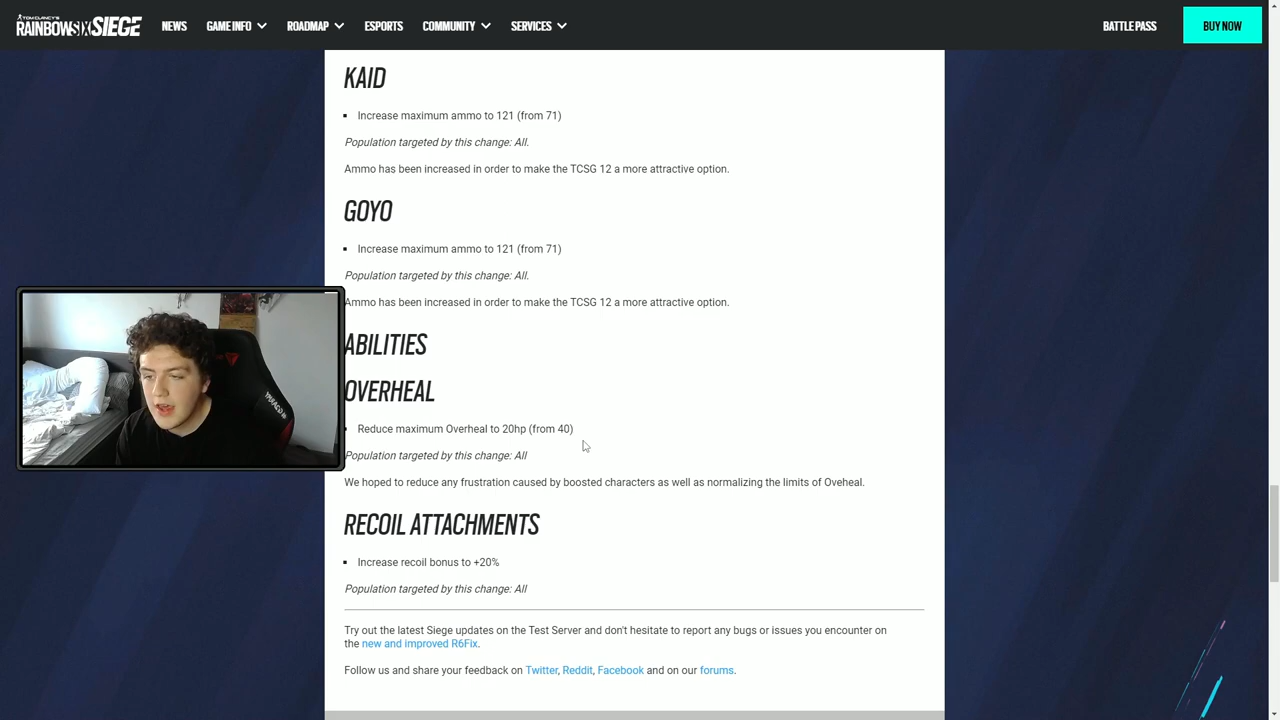 TOM CLANCY'S
RAINBOWSIX SIEGE
NEWS GAME INFO ROADMAP ESPORTS COMMUNITY SERVICES BATTLE PASS BUY NOW
KAID
▪ Increase maximum ammo to 121 (from 71)
Population targeted by this change: All.
Ammo has been increased in order to make the TCSG 12 a more attractive option.
GOYO
▪ Increase maximum ammo to 121 (from 71)
Population targeted by this change: All.
Ammo has been increased in order to make the TCSG 12 a more attractive option.
ABILITIES
OVERHEAL
▪ Reduce maximum Overheal to 20hp (from 40)
Population targeted by this change: All
We hoped to reduce any frustration caused by boosted characters as well as normalizing the limits of Oveheal.
RECOIL ATTACHMENTS
▪ Increase recoil bonus to +20%
Population targeted by this change: All
Try out the latest Siege updates on the Test Server and don't hesitate to report any bugs or issues you encounter on
the new and improved R6Fix.
Follow us and share your feedback on Twitter, Reddit, Facebook and on our forums.